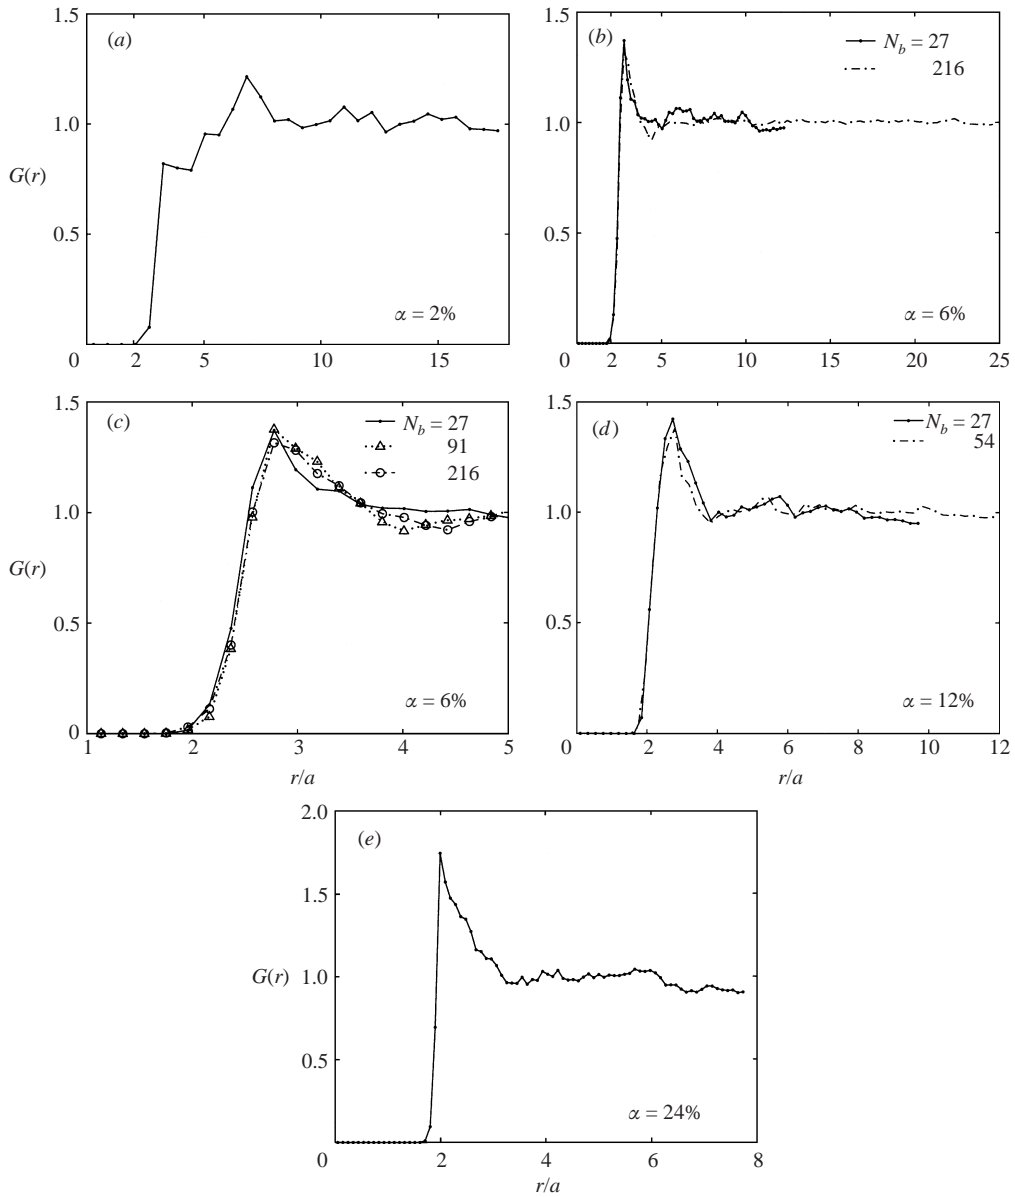 1.5
(a)
1.0
G(r)
0.5
α = 2%
0
2
5
10
15
1.5
(b)
N_b = 27
216
1.0
0.5
α = 6%
0
2
5
10
15
20
25
1.5
(c)
N_b = 27
91
216
1.0
G(r)
0.5
α = 6%
0
1
2
3
4
5
r/a
1.5
(d)
N_b = 27
54
1.0
0.5
α = 12%
0
2
4
6
8
10
12
r/a
2.0
(e)
1.5
G(r)
1.0
0.5
α = 24%
0
2
4
6
8
r/a